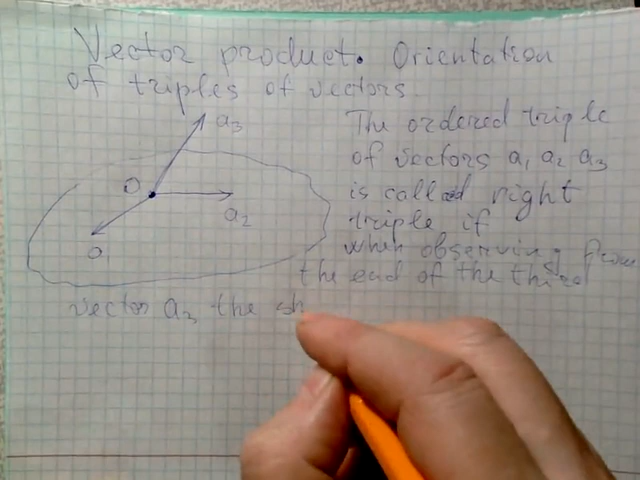 Vector product. Orientation
of triples of vectors.
a₃
O
a₂
a₁
The ordered triple
of vectors a₁ a₂ a₃
is called right
triple if
when observing from
the end of the third
vector a₃ the sh